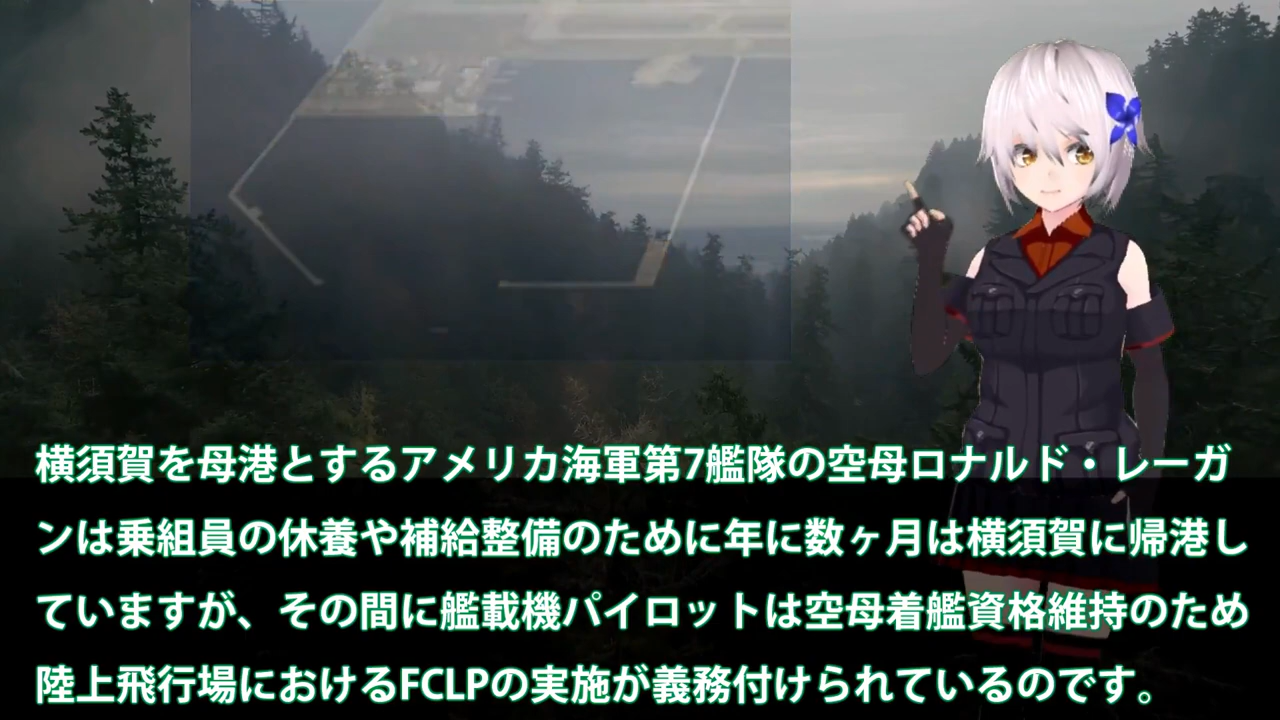 横須賀を母港とするアメリカ海軍第7艦隊の空母ロナルド・レーガ
ンは乗組員の休養や補給整備のために年に数ヶ月は横須賀に帰港し
ていますが、その間に艦載機パイロットは空母着艦資格維持のため
陸上飛行場におけるFCLPの実施が義務付けられているのです。